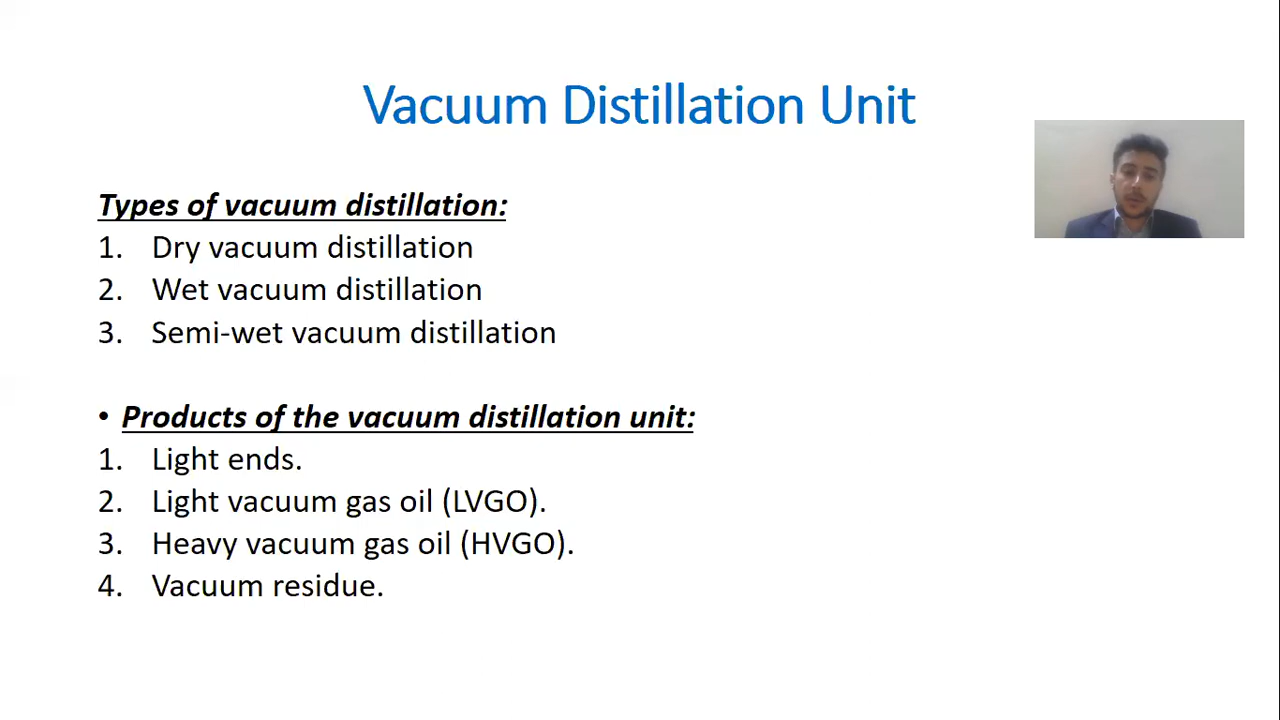 Vacuum Distillation Unit
Types of vacuum distillation:
1. Dry vacuum distillation
2. Wet vacuum distillation
3. Semi-wet vacuum distillation
• Products of the vacuum distillation unit:
1. Light ends.
2. Light vacuum gas oil (LVGO).
3. Heavy vacuum gas oil (HVGO).
4. Vacuum residue.